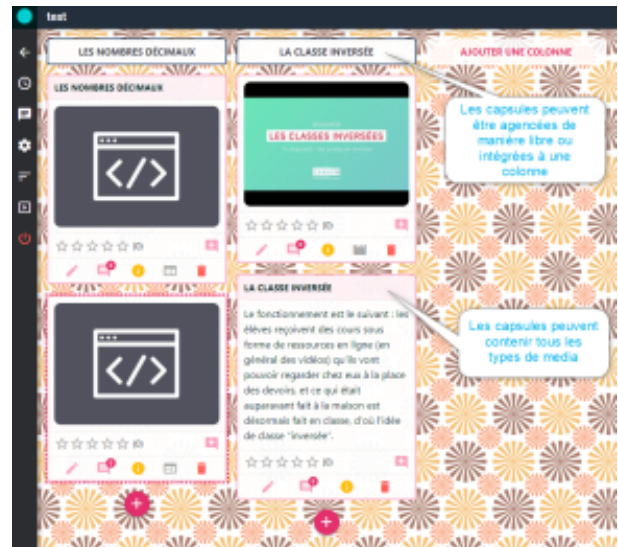 test
LES NOMBRES DÉCIMAUX
LA CLASSE INVERSÉE
AJOUTER UNE COLONNE
LES NOMBRES DÉCIMAUX
</>
(0)
</>
(0)
LES CLASSES INVERSÉES
(0)
LA CLASSE INVERSÉE
Le fonctionnement est le suivant : les
élèves reçoivent des cours sous
forme de ressources en ligne (en
général des vidéos) qu'ils vont
pouvoir regarder chez eux à la place
des devoirs, et ce qui était
auparavant fait à la maison est
désormais fait en classe, d'où l'idée
de classe "inversée".
(0)
Les capsules peuvent
être agencées de
manière libre ou
intégrées à une
colonne
Les capsules peuvent
contenir tous les
types de media